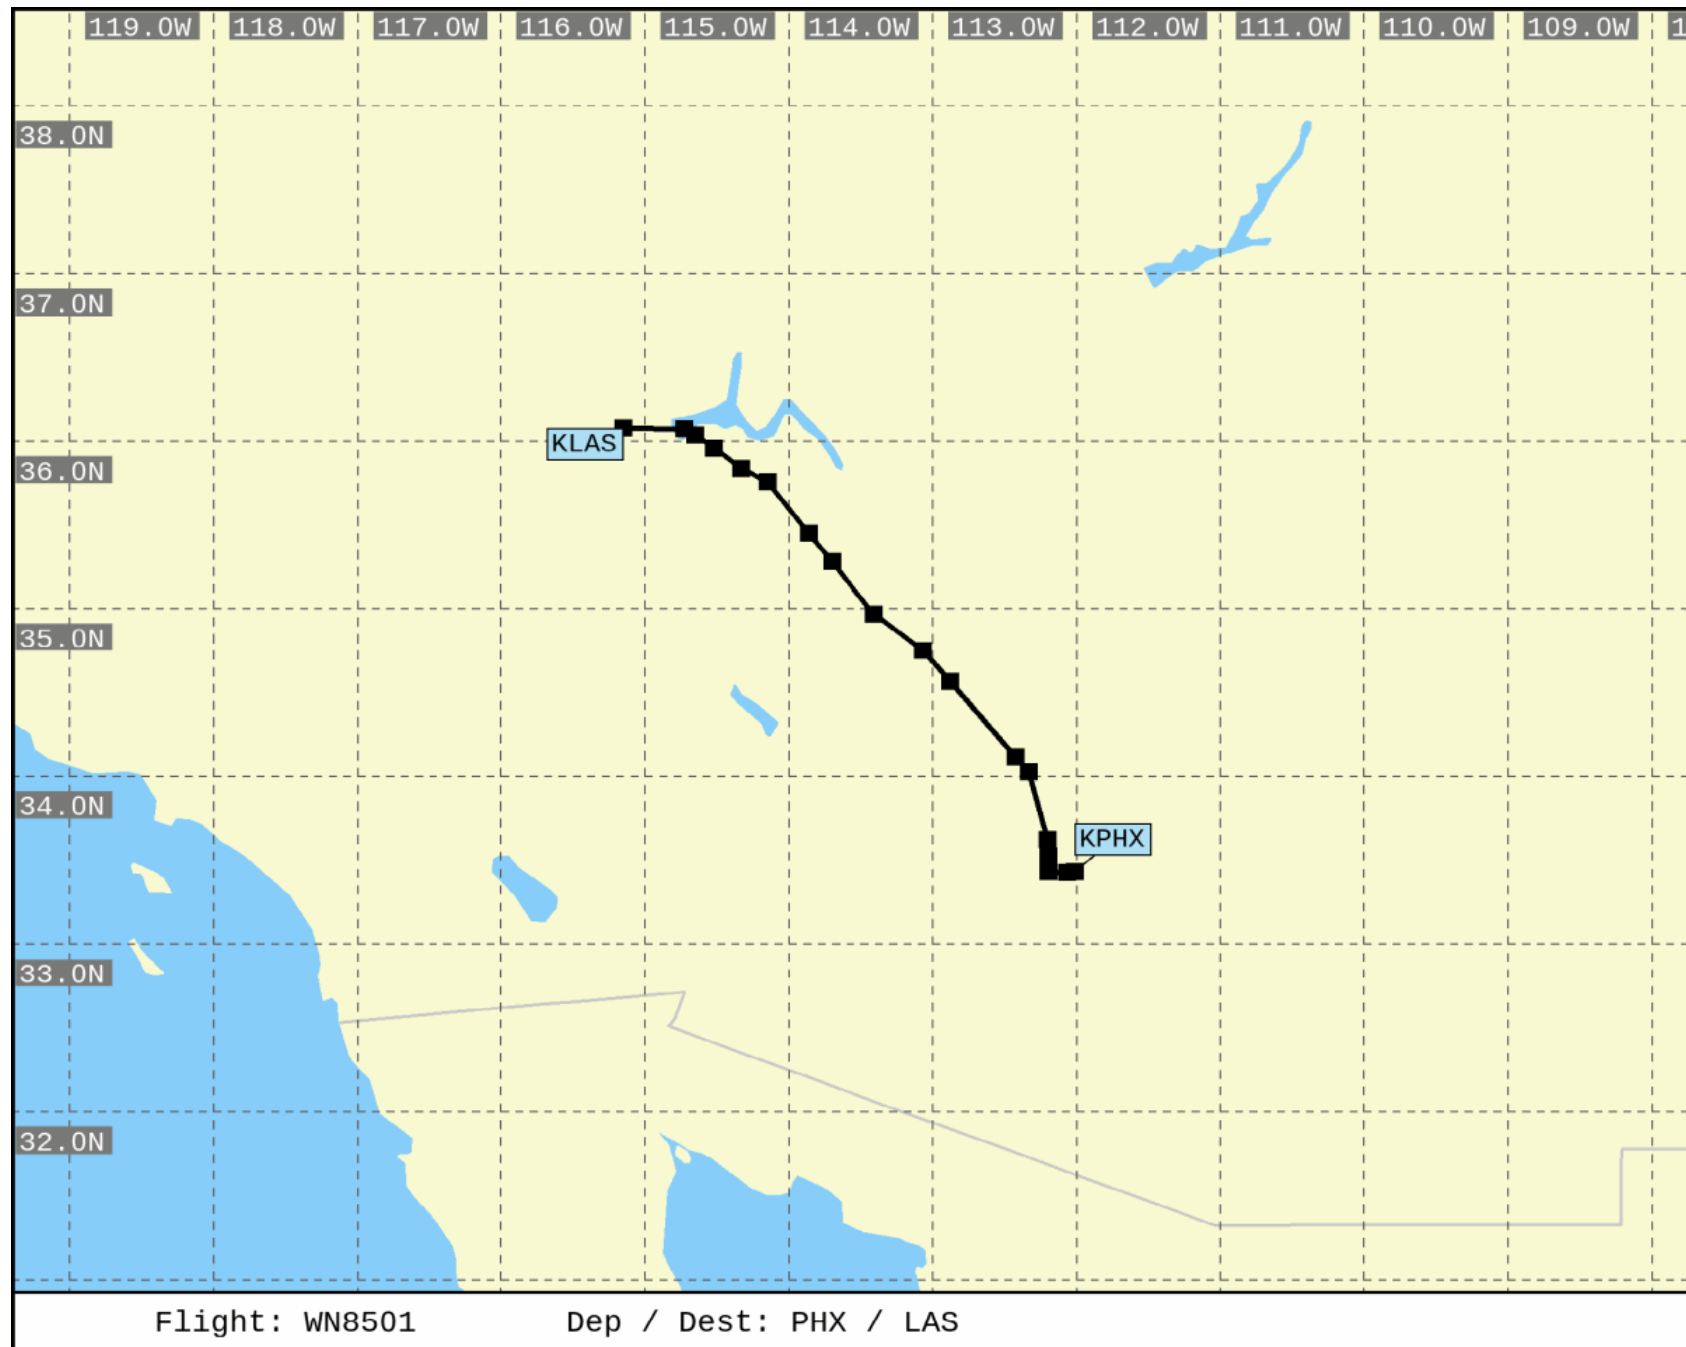 119.0W 118.0W 117.0W 116.0W 115.0W 114.0W 113.0W 112.0W 111.0W 110.0W 109.0W 1
38.0N
37.0N
36.0N
KLAS
35.0N
34.0N
KPHX
33.0N
32.0N
Flight: WN8501 Dep / Dest: PHX / LAS